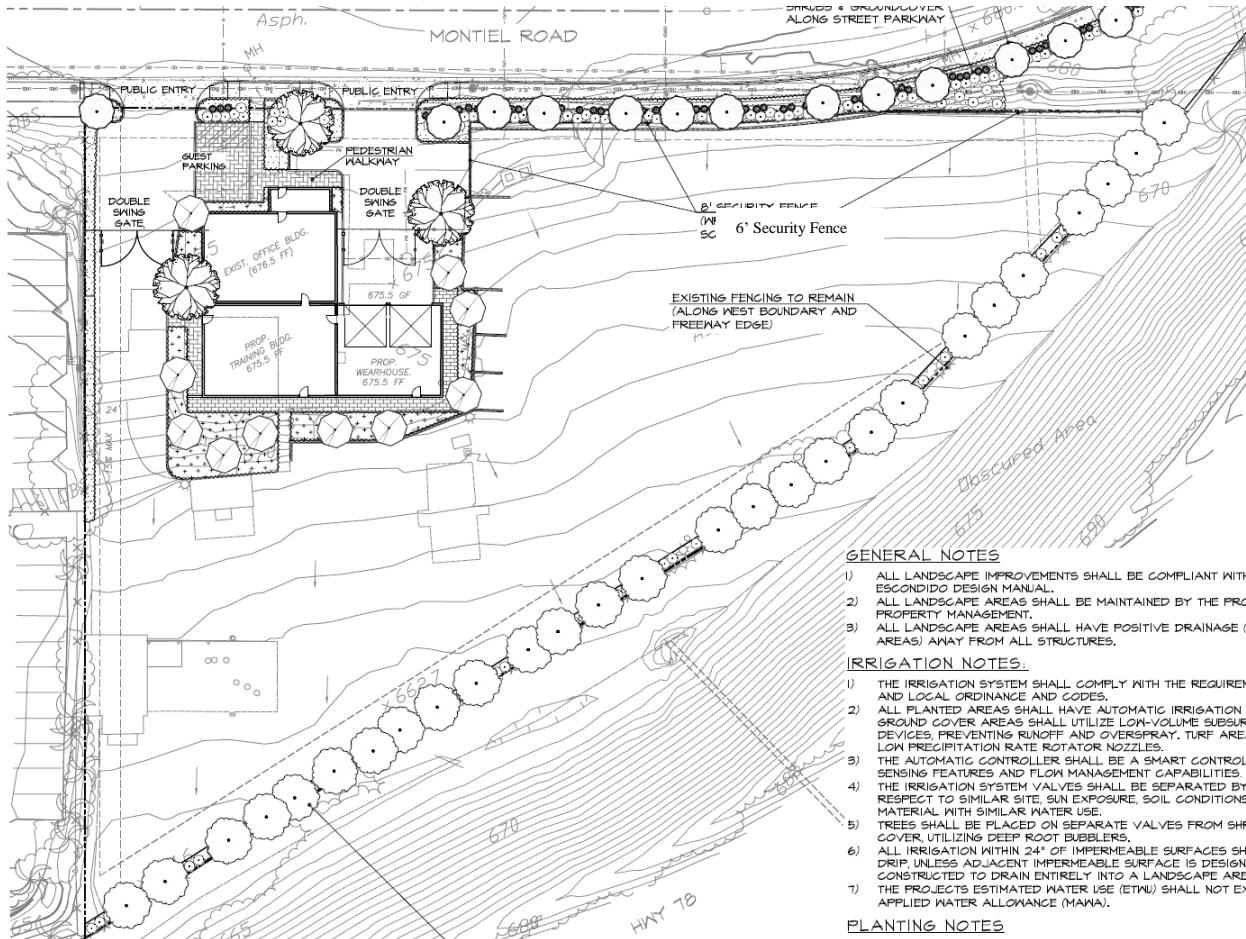 SHRUBS & GROUNDCOVER
ALONG STREET PARKWAY
Asph.
MONTIEL ROAD
MH
MH
680
PUBLIC ENTRY
PUBLIC ENTRY
GUEST
PARKING
PEDESTRIAN
WALKWAY
DOUBLE
SWING
GATE
DOUBLE
SWING
GATE
670
8' SECURITY FENCE
6' Security Fence
EXIST. OFFICE BLDG.
(676.5 FF)
675.5 GF
EXISTING FENCING TO REMAIN
(ALONG WEST BOUNDARY AND
FREEWAY EDGE)
PROP.
TRAINING BLDG.
675.5 FF
PROP.
WEARHOUSE.
675.5 FF
675
24'
Obscured Area
675
690
662.7
670
665
HWY 78
GENERAL NOTES
1) ALL LANDSCAPE IMPROVEMENTS SHALL BE COMPLIANT WITH
ESCONDIDO DESIGN MANUAL.
2) ALL LANDSCAPE AREAS SHALL BE MAINTAINED BY THE PRO
PROPERTY MANAGEMENT.
3) ALL LANDSCAPE AREAS SHALL HAVE POSITIVE DRAINAGE (
AREAS) AWAY FROM ALL STRUCTURES.
IRRIGATION NOTES:
1) THE IRRIGATION SYSTEM SHALL COMPLY WITH THE REQUIREM
AND LOCAL ORDINANCE AND CODES.
2) ALL PLANTED AREAS SHALL HAVE AUTOMATIC IRRIGATION
GROUND COVER AREAS SHALL UTILIZE LOW-VOLUME SUBSUR
DEVICES, PREVENTING RUNOFF AND OVERSPRAY. TURF AREA
LOW PRECIPITATION RATE ROTATOR NOZZLES.
3) THE AUTOMATIC CONTROLLER SHALL BE A SMART CONTROL
SENSING FEATURES AND FLOW MANAGEMENT CAPABILITIES.
4) THE IRRIGATION SYSTEM VALVES SHALL BE SEPARATED BY
RESPECT TO SIMILAR SITE, SUN EXPOSURE, SOIL CONDITIONS
MATERIAL WITH SIMILAR WATER USE.
5) TREES SHALL BE PLACED ON SEPARATE VALVES FROM SHR
COVER, UTILIZING DEEP ROOT BUBBLERS.
6) ALL IRRIGATION WITHIN 24" OF IMPERMEABLE SURFACES SH
DRIP, UNLESS ADJACENT IMPERMEABLE SURFACE IS DESIGN
CONSTRUCTED TO DRAIN ENTIRELY INTO A LANDSCAPE ARE
7) THE PROJECTS ESTIMATED WATER USE (ETWU) SHALL NOT EX
APPLIED WATER ALLOWANCE (MAWA).
PLANTING NOTES